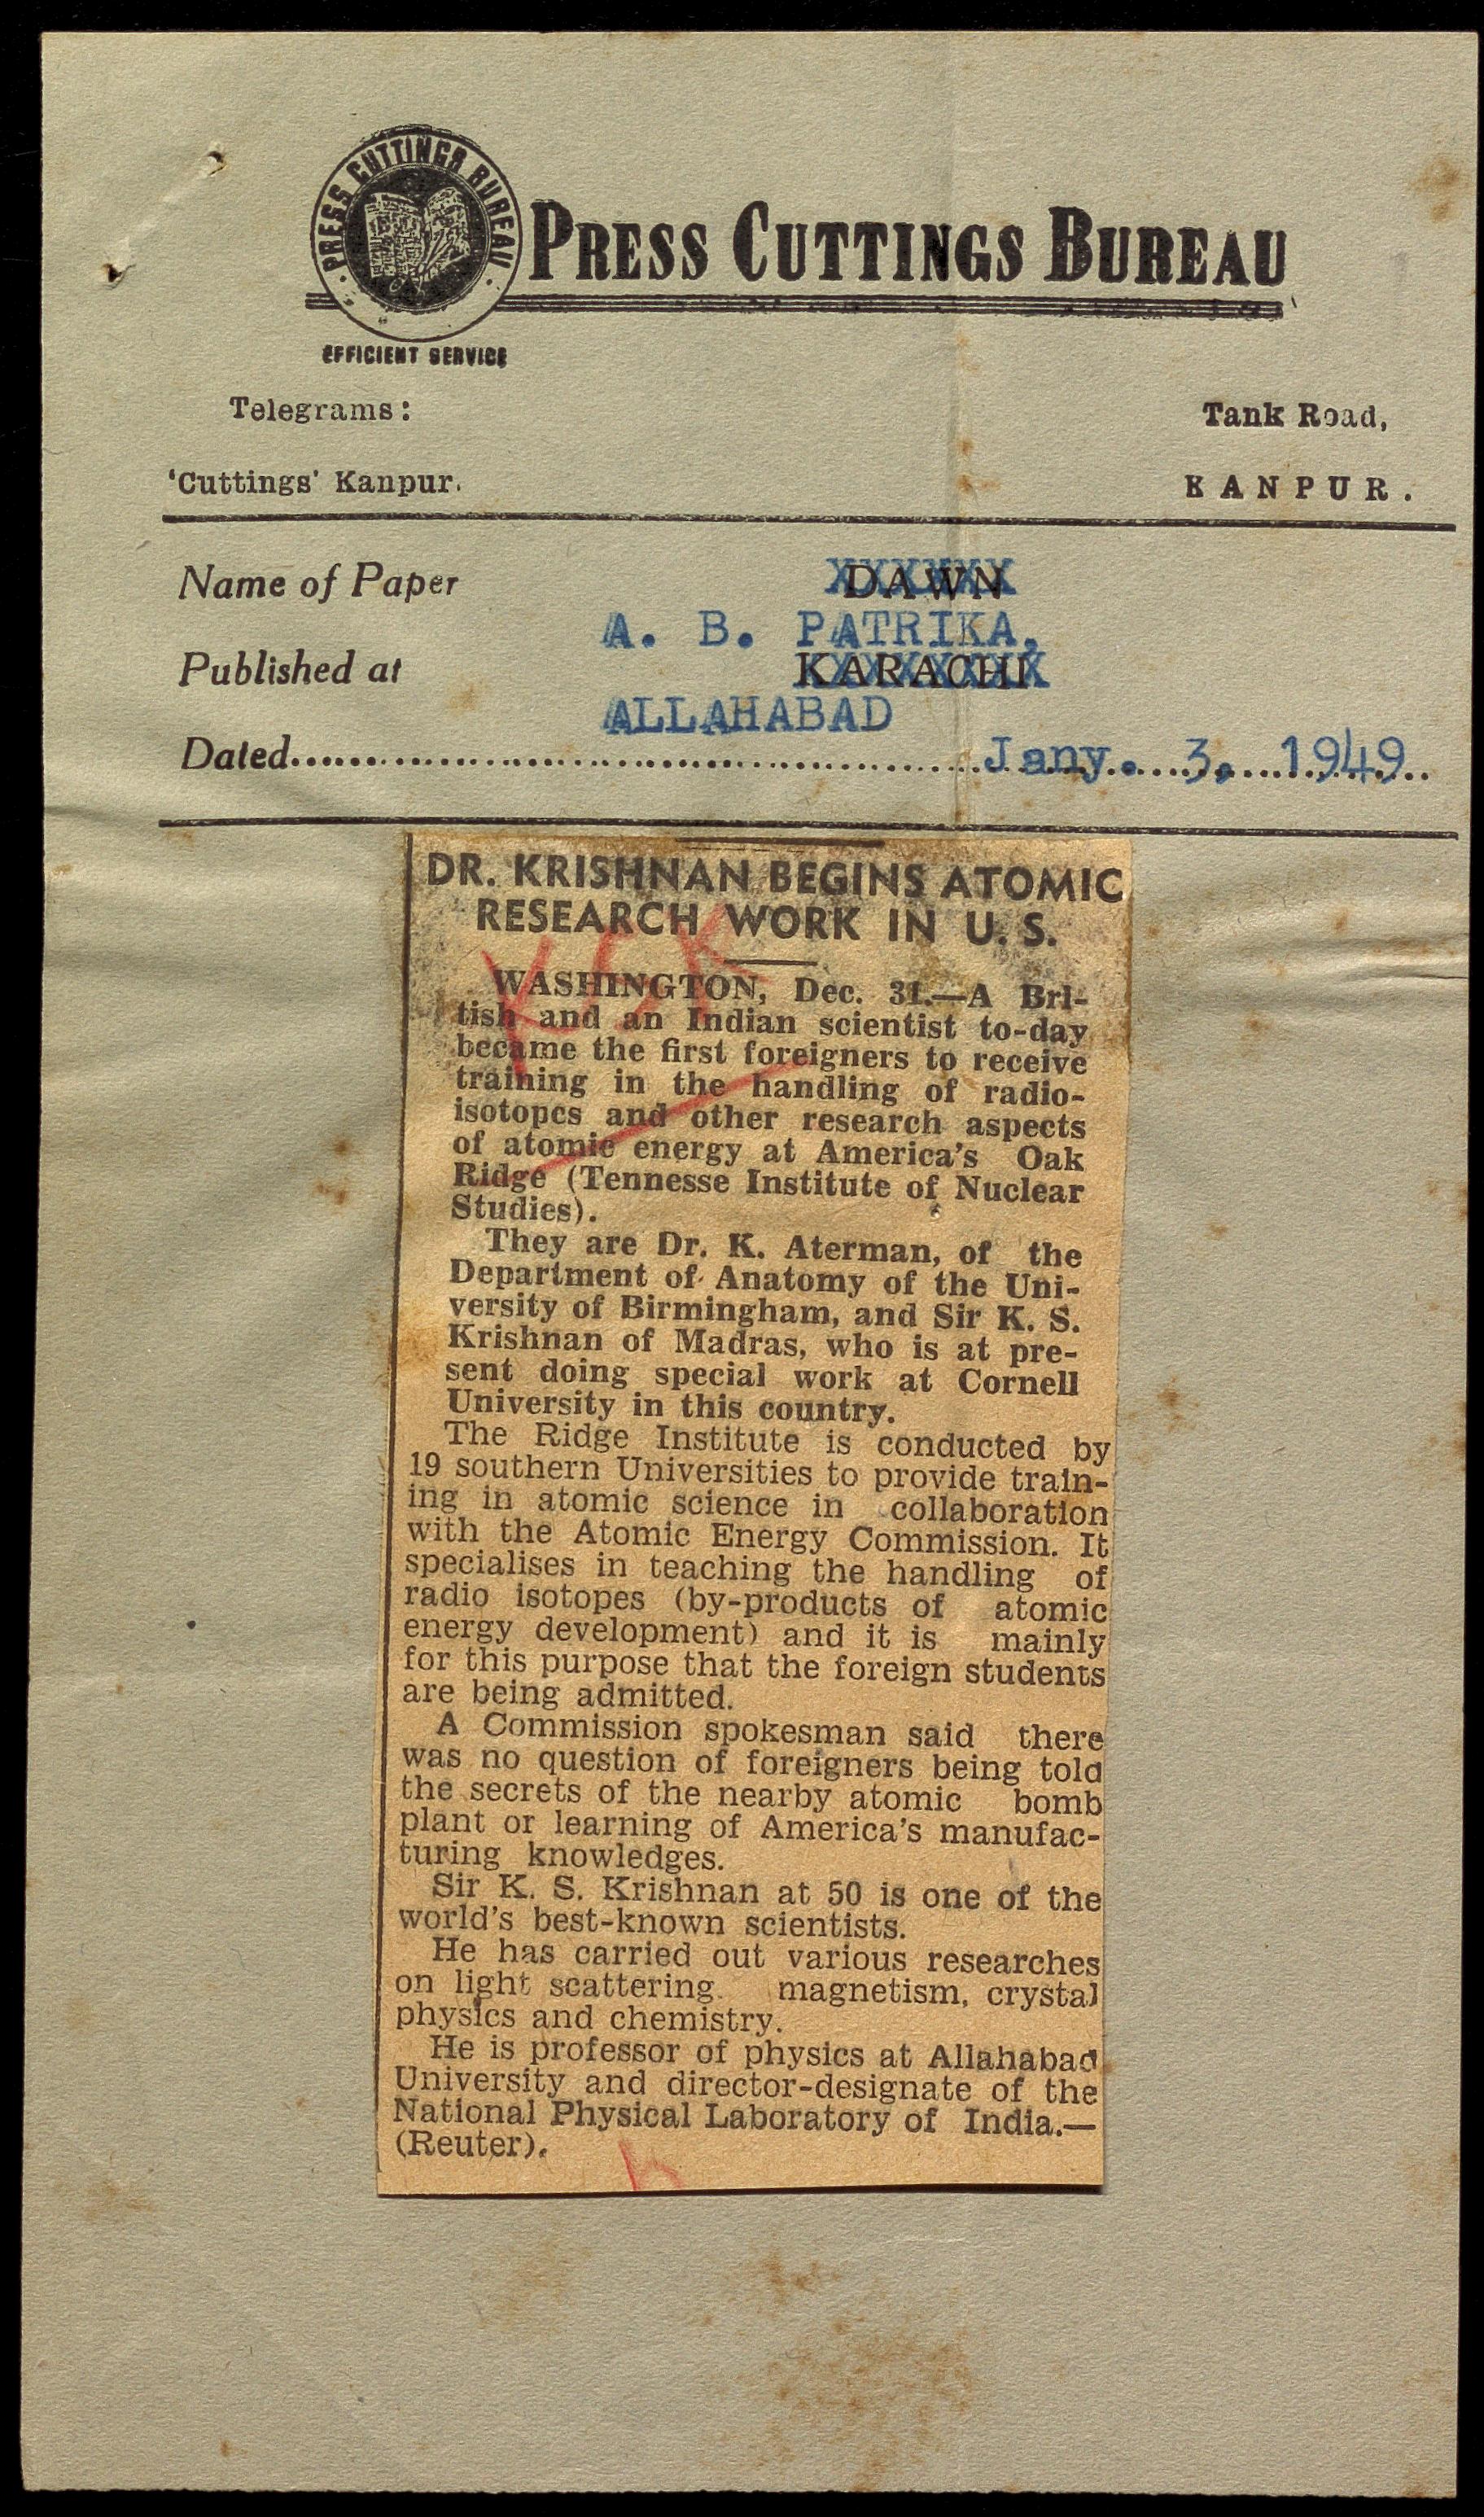 PRESS CUTTINGS BUREAU
PRESS CUTTINGS BUREAU
EFFICIENT SERVICE
Telegrams:
Tank Road,
'Cuttings' Kanpur.
KANPUR.
Name of Paper
DAWN
A. B. PATRIKA,
Published at
KARACHI
ALLAHABAD
Dated
Jany. 3, 1949
DR. KRISHNAN BEGINS ATOMIC
RESEARCH WORK IN U. S.
WASHINGTON, Dec. 31.—A Bri-
tish and an Indian scientist to-day
became the first foreigners to receive
training in the handling of radio-
isotopes and other research aspects
of atomic energy at America's Oak
Ridge (Tennesse Institute of Nuclear
Studies).
They are Dr. K. Aterman, of the
Department of Anatomy of the Uni-
versity of Birmingham, and Sir K. S.
Krishnan of Madras, who is at pre-
sent doing special work at Cornell
University in this country.
The Ridge Institute is conducted by
19 southern Universities to provide train-
ing in atomic science in collaboration
with the Atomic Energy Commission. It
specialises in teaching the handling of
radio isotopes (by-products of atomic
energy development) and it is mainly
for this purpose that the foreign students
are being admitted.
A Commission spokesman said there
was no question of foreigners being told
the secrets of the nearby atomic bomb
plant or learning of America's manufac-
turing knowledges.
Sir K. S. Krishnan at 50 is one of the
world's best-known scientists.
He has carried out various researches
on light scattering. magnetism, crystal
physics and chemistry.
He is professor of physics at Allahabad
University and director-designate of the
National Physical Laboratory of India.—
(Reuter).